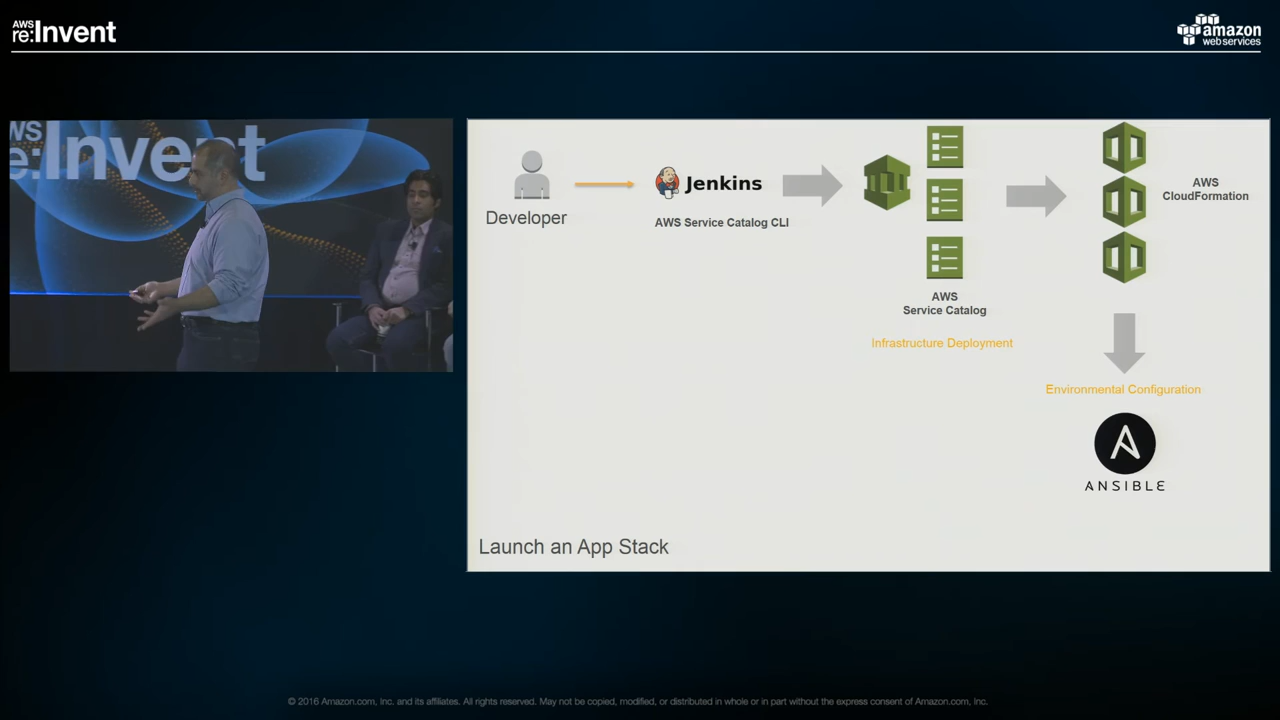 AWS
re:Invent
amazon
web services
WS
e:Invent
Developer
Jenkins
AWS Service Catalog CLI
AWS
Service Catalog
Infrastructure Deployment
AWS
CloudFormation
Environmental Configuration
A
ANSIBLE
Launch an App Stack
© 2016 Amazon.com, Inc. and its affiliates. All rights reserved. May not be copied, modified, or distributed in whole or in part without the express consent of Amazon.com, Inc.